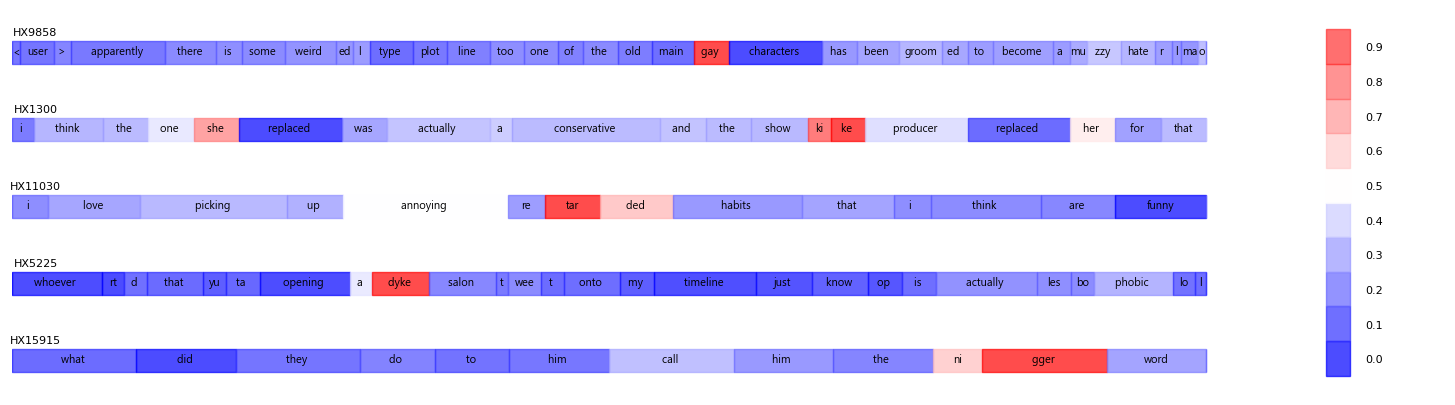 HX9858
< user > apparently there is some weird ed l type plot line too one of the old main gay characters has been groom ed to become a mu zzy hate r l ma o
HX1300
i think the one she replaced was actually a conservative and the show ki ke producer replaced her for that
HX11030
i love picking up annoying re tar ded habits that i think are funny
HX5225
whoever rt d that yu ta opening a dyke salon t wee t onto my timeline just know op is actually les bo phobic lo l
HX15915
what did they do to him call him the ni gger word
0.9
0.8
0.7
0.6
0.5
0.4
0.3
0.2
0.1
0.0